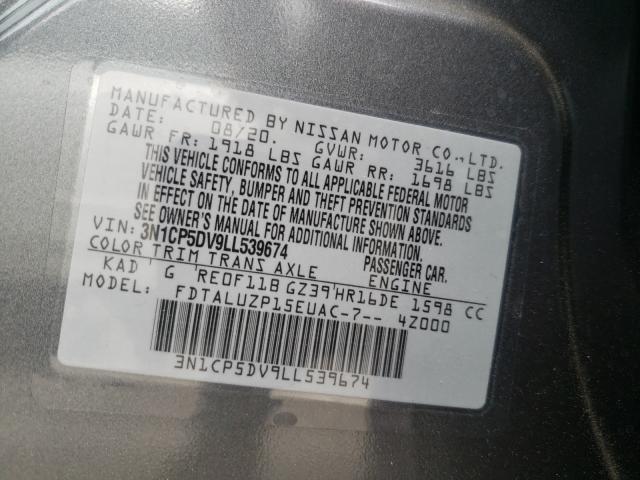 MANUFACTURED BY NISSAN MOTOR CO.,LTD.
DATE: 08/20. GVWR: 3616 LBS
GAWR FR: 1918 LBS GAWR RR: 1698 LBS
THIS VEHICLE CONFORMS TO ALL APPLICABLE FEDERAL MOTOR
VEHICLE SAFETY, BUMPER AND THEFT PREVENTION STANDARDS
IN EFFECT ON THE DATE OF MANUFACTURE SHOWN ABOVE.
SEE OWNER'S MANUAL FOR ADDITIONAL INFORMATION.
VIN: 3N1CP5DV9LL539674 PASSENGER CAR.
COLOR TRIM TRANS AXLE ENGINE
KAD G RE0F11B GZ39 HR16DE 1598 CC
MODEL: FDTALUZP15EUAC-7-- 42000
3N1CP5DV9LL539674